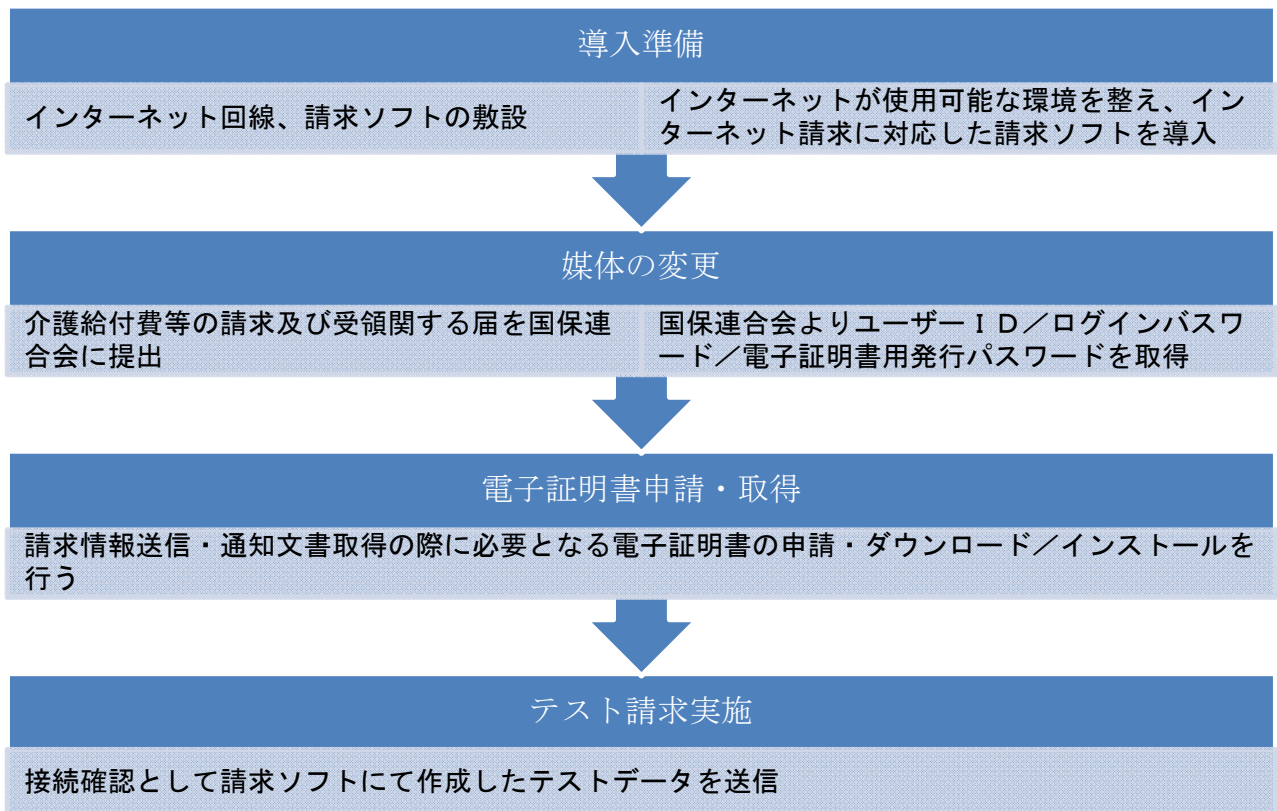 導入準備
インターネット回線、請求ソフトの敷設
インターネットが使用可能な環境を整え、イン
ターネット請求に対応した請求ソフトを導入
媒体の変更
介護給付費等の請求及び受領関する届を国保連
合会に提出
国保連合会よりユーザーＩＤ／ログインパスワ
ード／電子証明書用発行パスワードを取得
電子証明書申請・取得
請求情報送信・通知文書取得の際に必要となる電子証明書の申請・ダウンロード／インストールを
行う
テスト請求実施
接続確認として請求ソフトにて作成したテストデータを送信